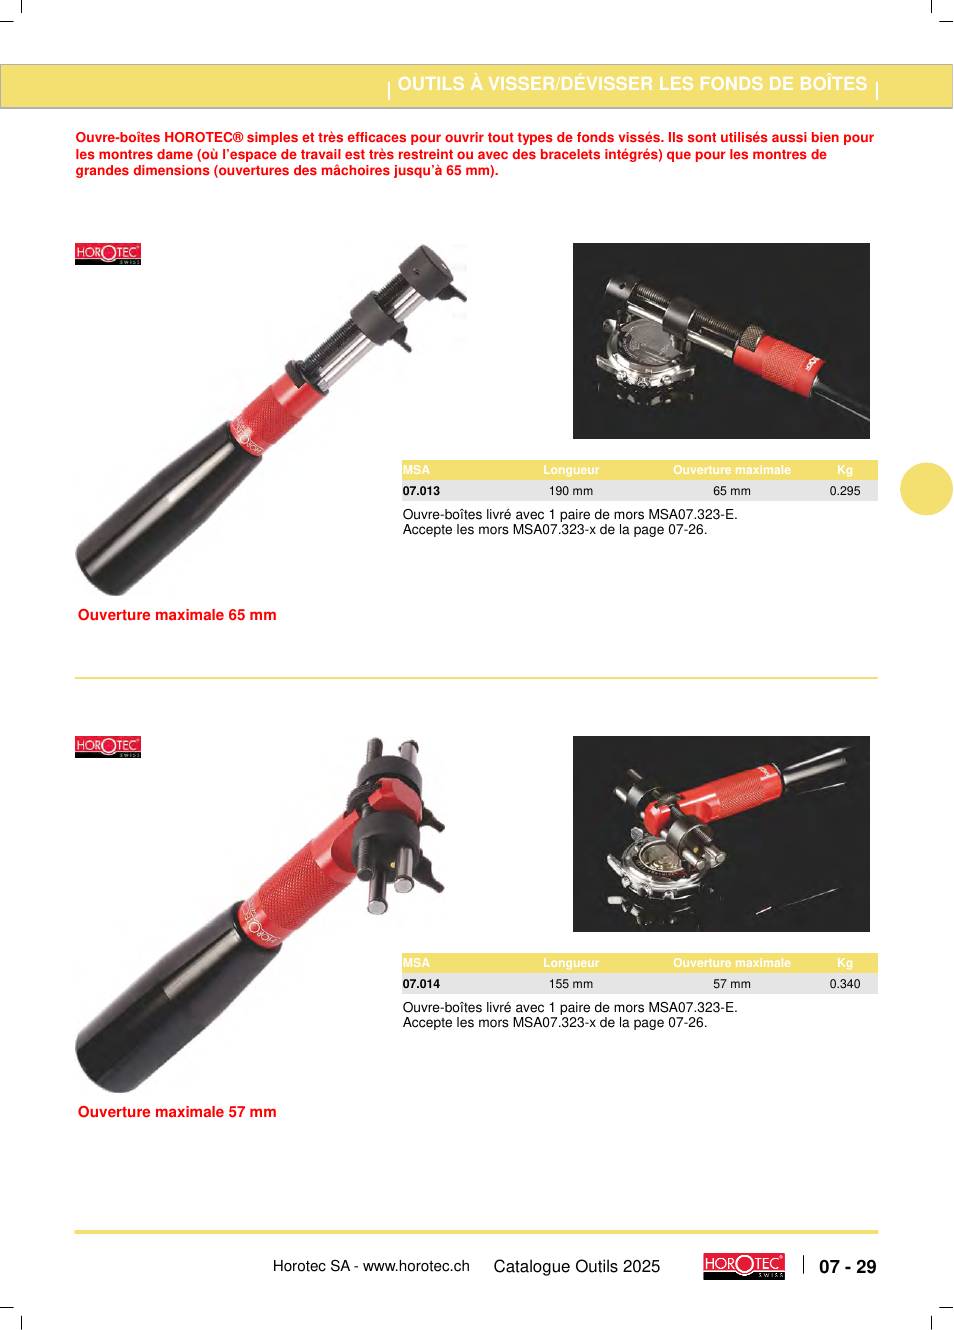 OUTILS À VISSER/DÉVISSER LES FONDS DE BOÎTES
Ouvre-boîtes HOROTEC® simples et très efficaces pour ouvrir tout types de fonds vissés. Ils sont utilisés aussi bien pour
les montres dame (où l'espace de travail est très restreint ou avec des bracelets intégrés) que pour les montres de
grandes dimensions (ouvertures des mâchoires jusqu'à 65 mm).
HOROTEC®
SWISS
MSA Longueur Ouverture maximale Kg
07.013 190 mm 65 mm 0.295
Ouvre-boîtes livré avec 1 paire de mors MSA07.323-E.
Accepte les mors MSA07.323-x de la page 07-26.
Ouverture maximale 65 mm
HOROTEC®
SWISS
MSA Longueur Ouverture maximale Kg
07.014 155 mm 57 mm 0.340
Ouvre-boîtes livré avec 1 paire de mors MSA07.323-E.
Accepte les mors MSA07.323-x de la page 07-26.
Ouverture maximale 57 mm
Horotec SA - www.horotec.ch Catalogue Outils 2025 HOROTEC® SWISS 07 - 29